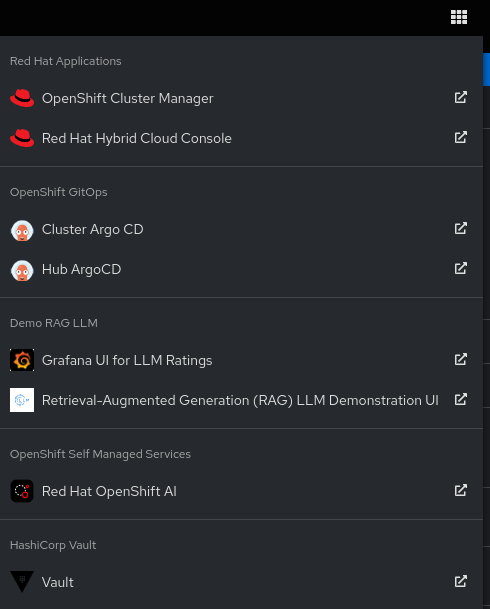 Red Hat Applications
OpenShift Cluster Manager
Red Hat Hybrid Cloud Console
OpenShift GitOps
Cluster Argo CD
Hub ArgoCD
Demo RAG LLM
Grafana UI for LLM Ratings
Retrieval-Augmented Generation (RAG) LLM Demonstration UI
OpenShift Self Managed Services
Red Hat OpenShift AI
HashiCorp Vault
Vault